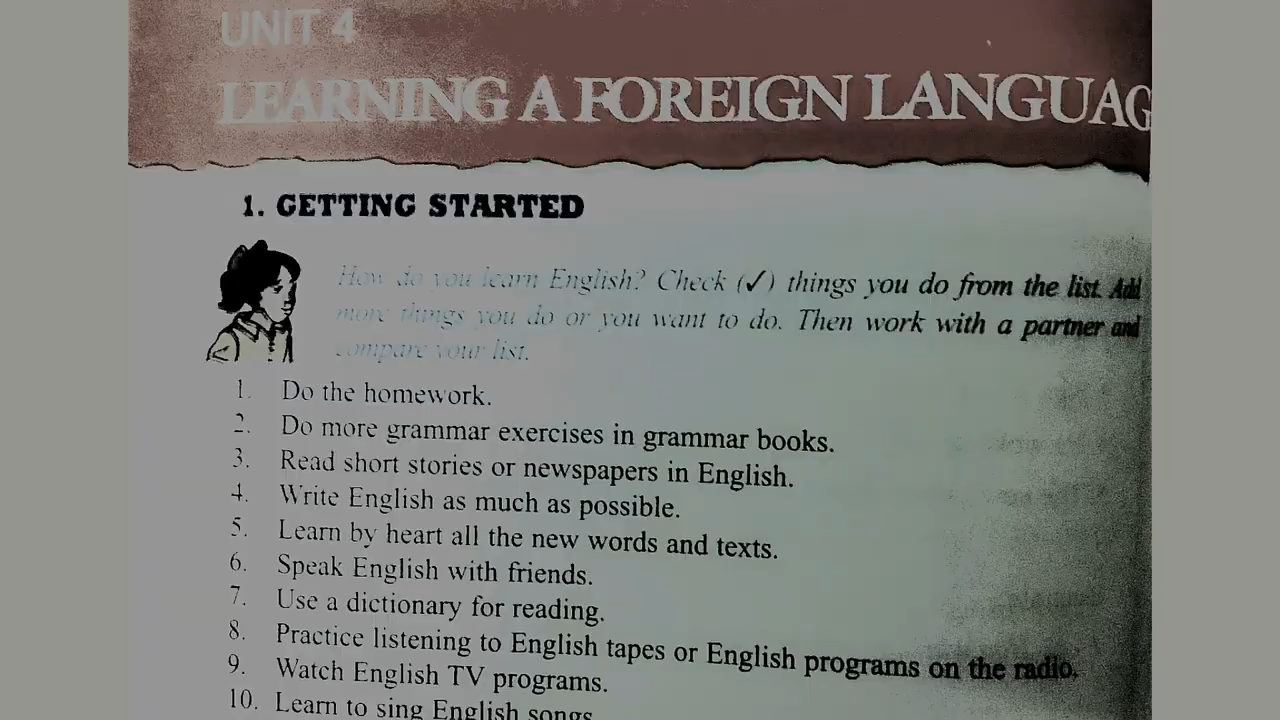 UNIT 4
LEARNING A FOREIGN LANGUAG
1. GETTING STARTED
How do you learn English? Check (✓) things you do from the list. Add
more things you do or you want to do. Then work with a partner and
compare your list.
1. Do the homework.
2. Do more grammar exercises in grammar books.
3. Read short stories or newspapers in English.
4. Write English as much as possible.
5. Learn by heart all the new words and texts.
6. Speak English with friends.
7. Use a dictionary for reading.
8. Practice listening to English tapes or English programs on the radio.
9. Watch English TV programs.
10. Learn to sing English songs